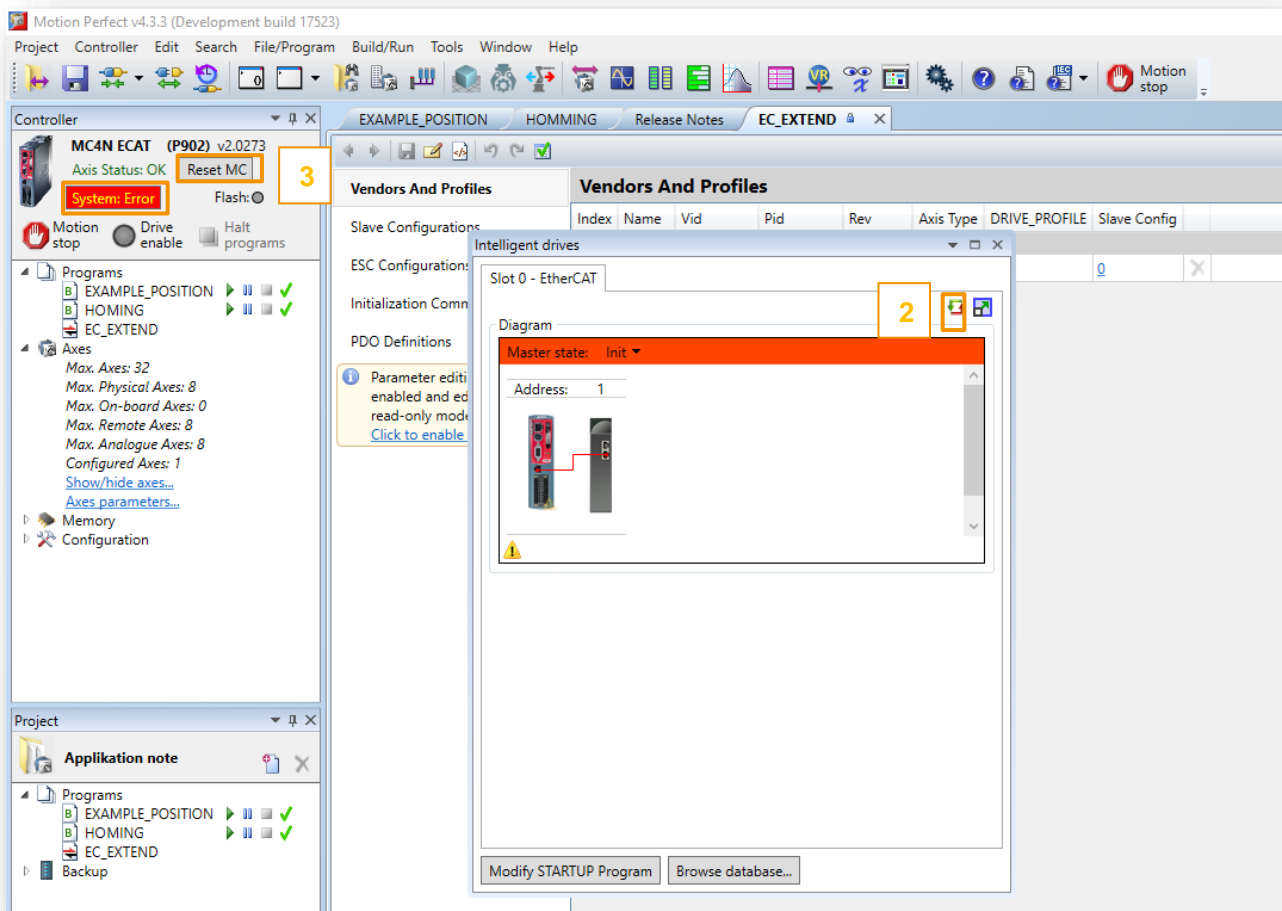 Motion Perfect v4.3.3 (Development build 17523)
Project Controller Edit Search File/Program Build/Run Tools Window Help
Motion stop
Controller
MC4N ECAT (P902) v2.0273
Axis Status: OK Reset MC
System: Error Flash:
3
Motion stop Drive enable Halt programs
Programs
EXAMPLE_POSITION
HOMING
EC_EXTEND
Axes
Max. Axes: 32
Max. Physical Axes: 8
Max. On-board Axes: 0
Max. Remote Axes: 8
Max. Analogue Axes: 8
Configured Axes: 1
Show/hide axes...
Axes parameters...
Memory
Configuration
Project
Applikation note
Programs
EXAMPLE_POSITION
HOMING
EC_EXTEND
Backup
EXAMPLE_POSITION HOMMING Release Notes EC_EXTEND
Vendors And Profiles
Slave Configurations
ESC Configurations
Initialization Comm
PDO Definitions
Parameter editi
enabled and ed
read-only mode
Click to enable
Vendors And Profiles
Index Name Vid Pid Rev Axis Type DRIVE_PROFILE Slave Config
0
Intelligent drives
Slot 0 - EtherCAT
2
Diagram
Master state: Init
Address: 1
Modify STARTUP Program Browse database...